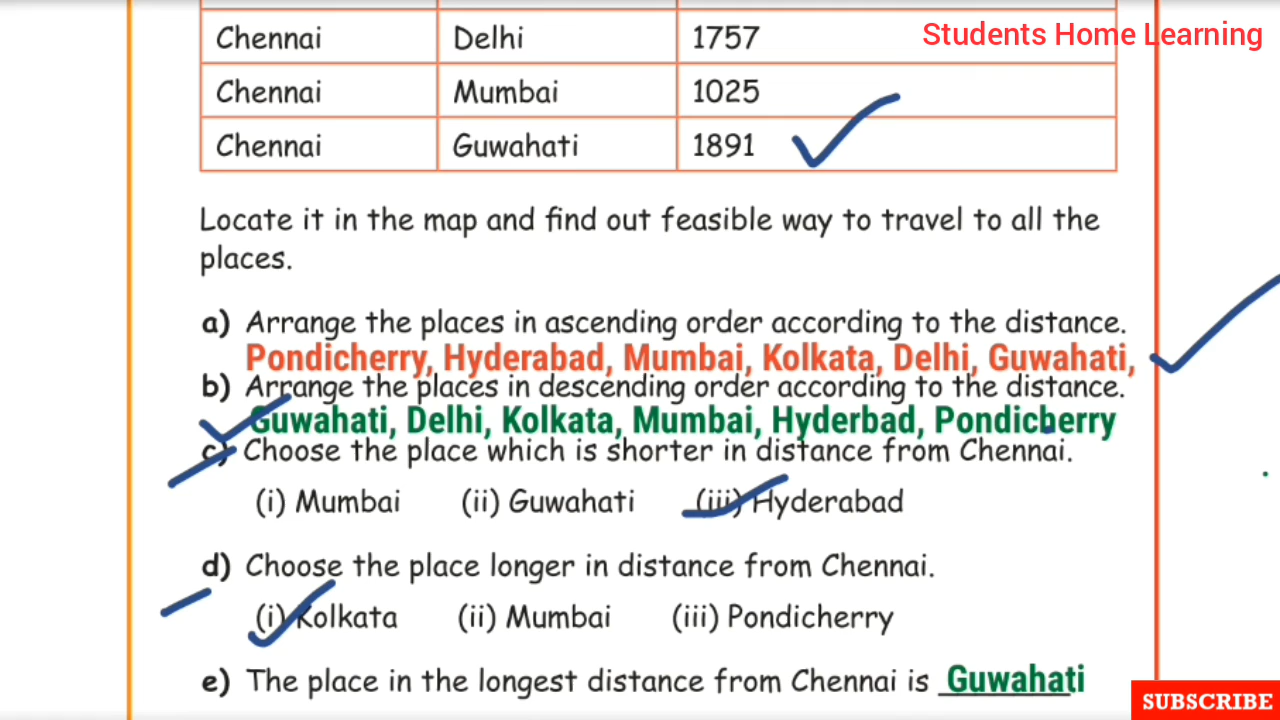 Students Home Learning
Chennai Delhi 1757
Chennai Mumbai 1025
Chennai Guwahati 1891
Locate it in the map and find out feasible way to travel to all the
places.
a) Arrange the places in ascending order according to the distance.
Pondicherry, Hyderabad, Mumbai, Kolkata, Delhi, Guwahati,
b) Arrange the places in descending order according to the distance.
Guwahati, Delhi, Kolkata, Mumbai, Hyderbad, Pondicherry
c) Choose the place which is shorter in distance from Chennai.
(i) Mumbai (ii) Guwahati (iii) Hyderabad
d) Choose the place longer in distance from Chennai.
(i) Kolkata (ii) Mumbai (iii) Pondicherry
e) The place in the longest distance from Chennai is Guwahati
SUBSCRIBE